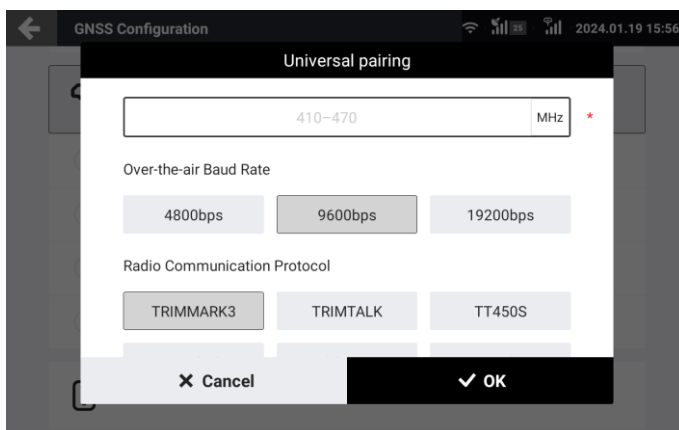 GNSS Configuration 25 2024.01.19 15:56
Universal pairing
410–470 MHz *
Over-the-air Baud Rate
4800bps 9600bps 19200bps
Radio Communication Protocol
TRIMMARK3 TRIMTALK TT450S
Cancel OK